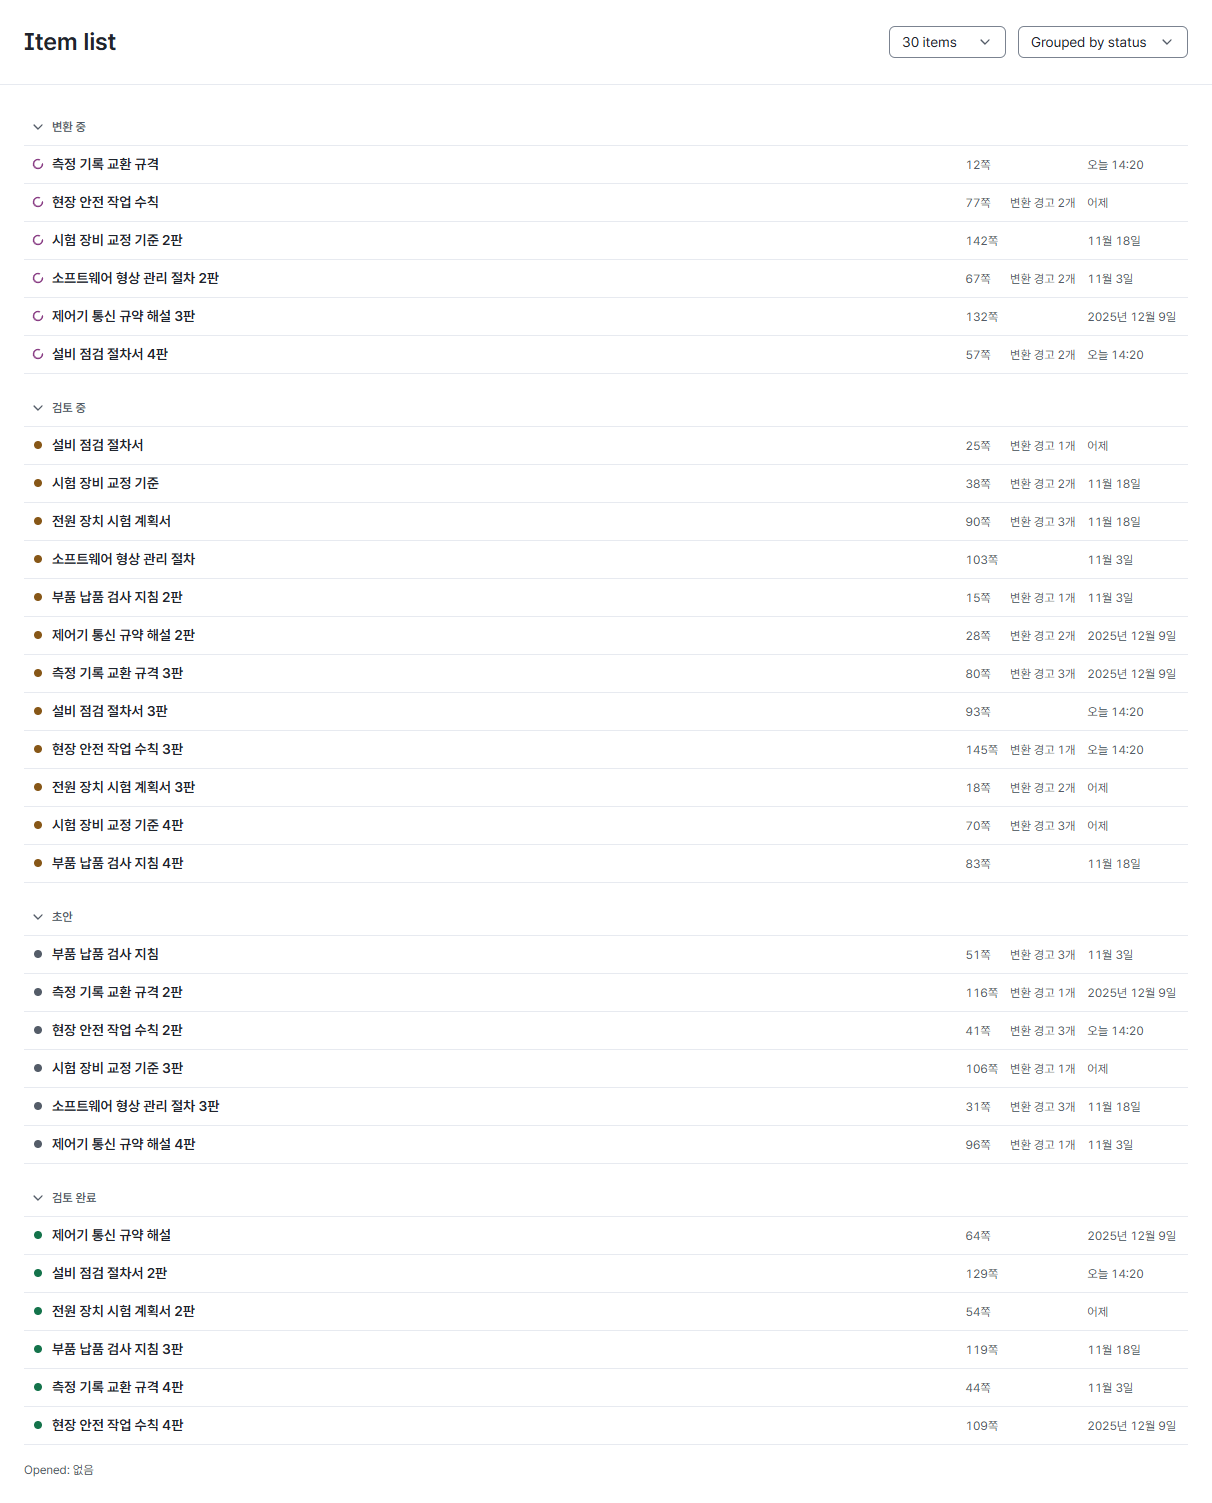 Item list
30 items
Grouped by status
변환 중
측정 기록 교환 규격 12쪽 오늘 14:20
현장 안전 작업 수칙 77쪽 변환 경고 2개 어제
시험 장비 교정 기준 2판 142쪽 11월 18일
소프트웨어 형상 관리 절차 2판 67쪽 변환 경고 2개 11월 3일
제어기 통신 규약 해설 3판 132쪽 2025년 12월 9일
설비 점검 절차서 4판 57쪽 변환 경고 2개 오늘 14:20
검토 중
설비 점검 절차서 25쪽 변환 경고 1개 어제
시험 장비 교정 기준 38쪽 변환 경고 2개 11월 18일
전원 장치 시험 계획서 90쪽 변환 경고 3개 11월 18일
소프트웨어 형상 관리 절차 103쪽 11월 3일
부품 납품 검사 지침 2판 15쪽 변환 경고 1개 11월 3일
제어기 통신 규약 해설 2판 28쪽 변환 경고 2개 2025년 12월 9일
측정 기록 교환 규격 3판 80쪽 변환 경고 3개 2025년 12월 9일
설비 점검 절차서 3판 93쪽 오늘 14:20
현장 안전 작업 수칙 3판 145쪽 변환 경고 1개 오늘 14:20
전원 장치 시험 계획서 3판 18쪽 변환 경고 2개 어제
시험 장비 교정 기준 4판 70쪽 변환 경고 3개 어제
부품 납품 검사 지침 4판 83쪽 11월 18일
초안
부품 납품 검사 지침 51쪽 변환 경고 3개 11월 3일
측정 기록 교환 규격 2판 116쪽 변환 경고 1개 2025년 12월 9일
현장 안전 작업 수칙 2판 41쪽 변환 경고 3개 오늘 14:20
시험 장비 교정 기준 3판 106쪽 변환 경고 1개 어제
소프트웨어 형상 관리 절차 3판 31쪽 변환 경고 3개 11월 18일
제어기 통신 규약 해설 4판 96쪽 변환 경고 1개 11월 3일
검토 완료
제어기 통신 규약 해설 64쪽 2025년 12월 9일
설비 점검 절차서 2판 129쪽 오늘 14:20
전원 장치 시험 계획서 2판 54쪽 어제
부품 납품 검사 지침 3판 119쪽 11월 18일
측정 기록 교환 규격 4판 44쪽 11월 3일
현장 안전 작업 수칙 4판 109쪽 2025년 12월 9일
Opened: 없음